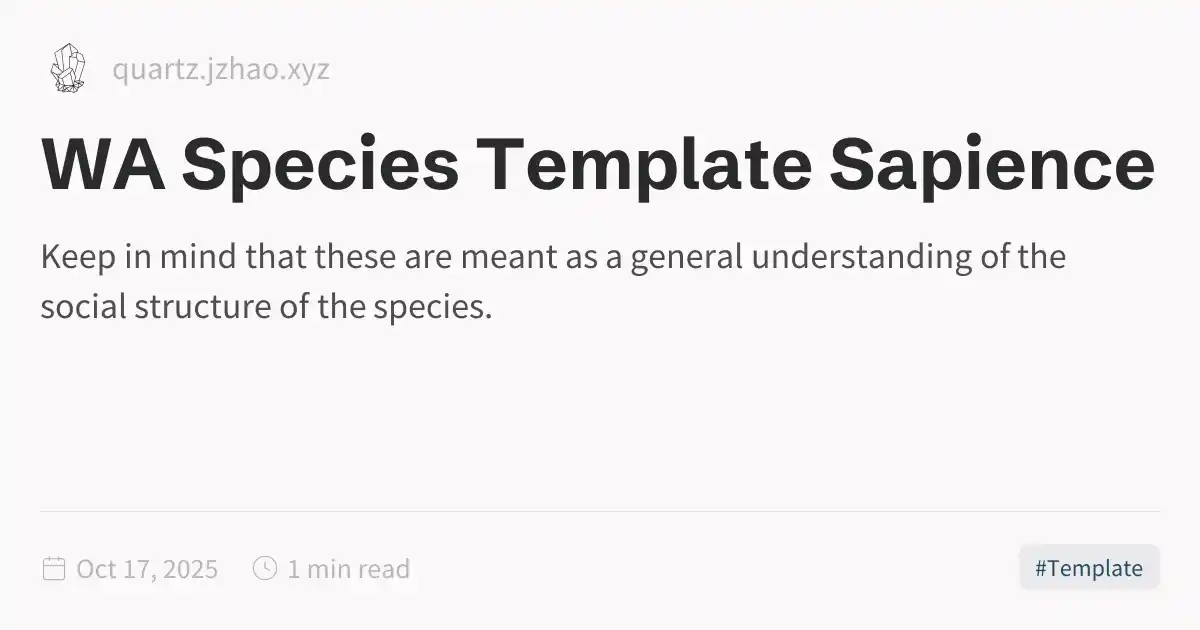 quartz.jzhao.xyz
WA Species Template Sapience
Keep in mind that these are meant as a general understanding of the
social structure of the species.
Oct 17, 2025 1 min read #Template